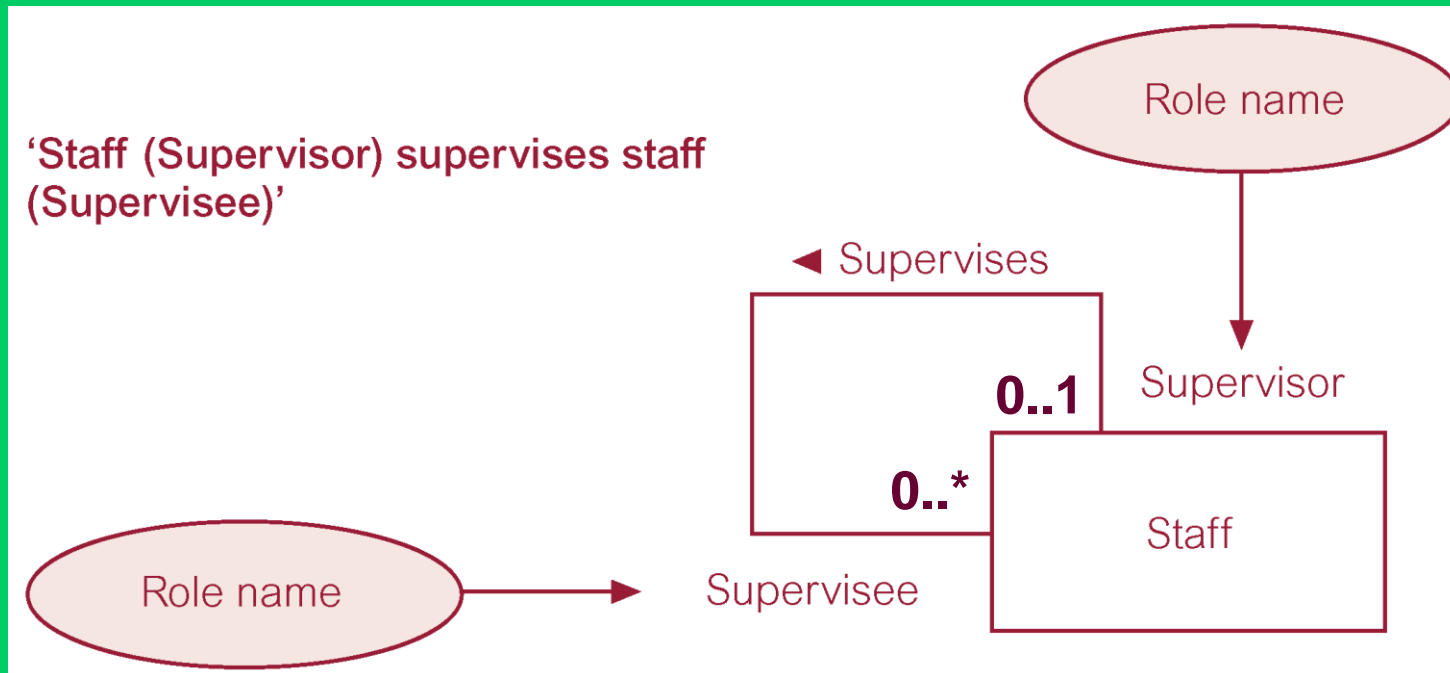 Role name
‘Staff (Supervisor) supervises staff
(Supervisee)’
◄ Supervises
0..1
Supervisor
0..*
Staff
Role name
Supervisee